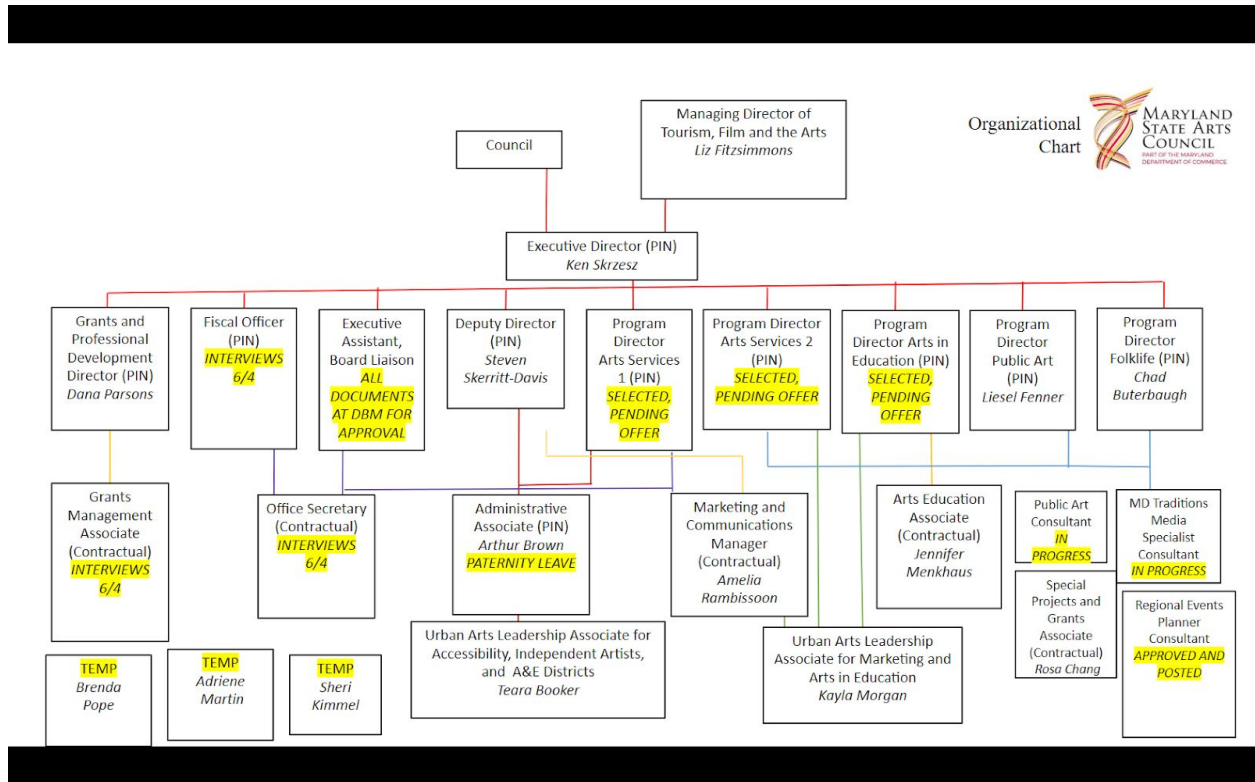 Managing Director of
Tourism, Film and the Arts
Liz Fitzsimmons
Council
Organizational
Chart
MARYLAND
STATE ARTS
COUNCIL
PART OF THE MARYLAND
DEPARTMENT OF COMMERCE
Executive Director (PIN)
Ken Skrzesz
Grants and
Professional
Development
Director (PIN)
Dana Parsons
Fiscal Officer
(PIN)
INTERVIEWS
6/4
Executive
Assistant,
Board Liaison
ALL
DOCUMENTS
AT DBM FOR
APPROVAL
Deputy Director
(PIN)
Steven
Skerritt-Davis
Program
Director
Arts Services
1 (PIN)
SELECTED,
PENDING
OFFER
Program Director
Arts Services 2
(PIN)
SELECTED,
PENDING OFFER
Program
Director Arts in
Education (PIN)
SELECTED,
PENDING
OFFER
Program
Director
Public Art
(PIN)
Liesel Fenner
Program
Director
Folklife (PIN)
Chad
Buterbaugh
Grants
Management
Associate
(Contractual)
INTERVIEWS
6/4
Office Secretary
(Contractual)
INTERVIEWS
6/4
Administrative
Associate (PIN)
Arthur Brown
PATERNITY LEAVE
Marketing and
Communications
Manager
(Contractual)
Amelia
Rambissoon
Arts Education
Associate
(Contractual)
Jennifer
Menkhaus
Public Art
Consultant
IN
PROGRESS
MD Traditions
Media
Specialist
Consultant
IN PROGRESS
Special
Projects and
Grants
Associate
(Contractual)
Rosa Chang
Regional Events
Planner
Consultant
APPROVED AND
POSTED
Urban Arts Leadership Associate for
Accessibility, Independent Artists,
and A&E Districts
Teara Booker
Urban Arts Leadership
Associate for Marketing and
Arts in Education
Kayla Morgan
TEMP
Brenda
Pope
TEMP
Adriene
Martin
TEMP
Sheri
Kimmel